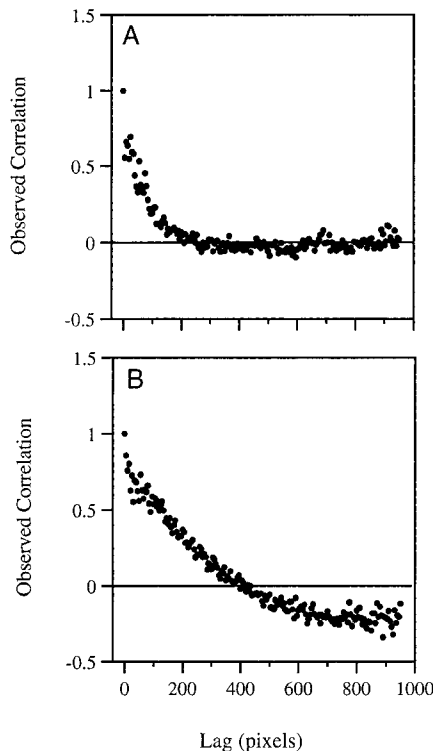 A
1.5
1
0.5
0
-0.5
Observed Correlation
B
1.5
1
0.5
0
-0.5
Observed Correlation
0 200 400 600 800 1000
Lag (pixels)